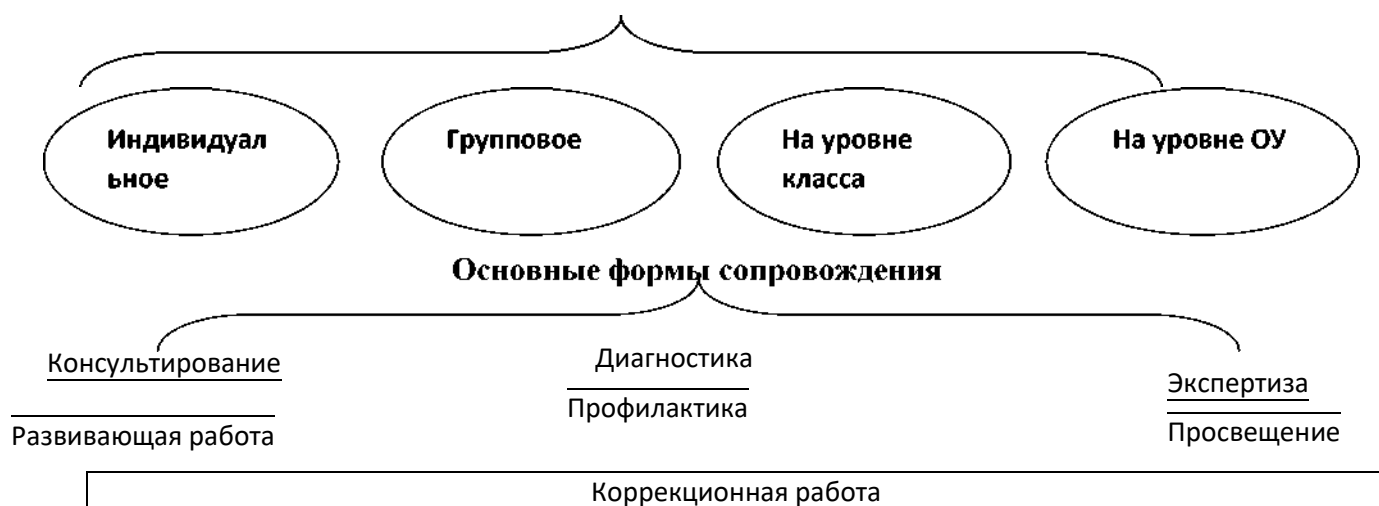 Индивидуал
ьное
Групповое
На уровне
класса
На уровне ОУ
Основные формы сопровождения
Консультирование
Диагностика
Экспертиза
Развивающая работа
Профилактика
Просвещение
Коррекционная работа